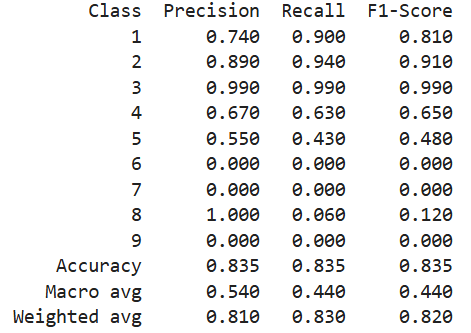 Class Precision Recall F1-Score
1 0.740 0.900 0.810
2 0.890 0.940 0.910
3 0.990 0.990 0.990
4 0.670 0.630 0.650
5 0.550 0.430 0.480
6 0.000 0.000 0.000
7 0.000 0.000 0.000
8 1.000 0.060 0.120
9 0.000 0.000 0.000
Accuracy 0.835 0.835 0.835
Macro avg 0.540 0.440 0.440
Weighted avg 0.810 0.830 0.820